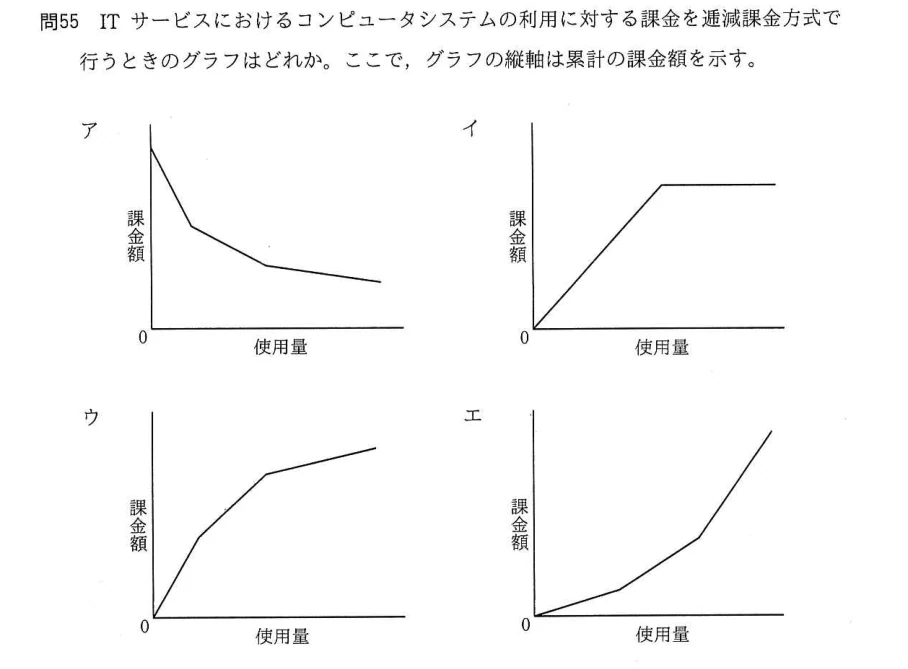 問55 IT サービスにおけるコンピュータシステムの利用に対する課金を逓減課金方式で
行うときのグラフはどれか。ここで，グラフの縦軸は累計の課金額を示す。
ア
課金額
0
使用量
イ
課金額
0
使用量
ウ
課金額
0
使用量
エ
課金額
0
使用量